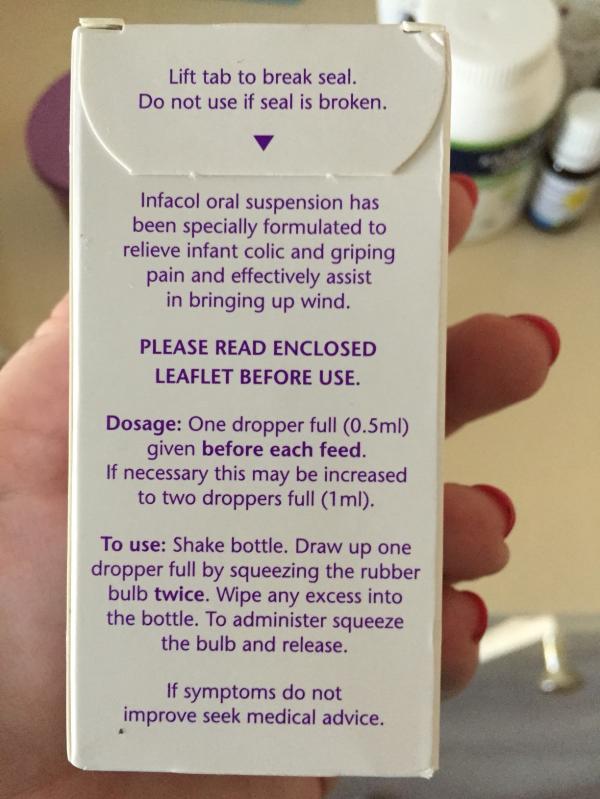 Lift tab to break seal.
Do not use if seal is broken.
Infacol oral suspension has
been specially formulated to
relieve infant colic and griping
pain and effectively assist
in bringing up wind.
PLEASE READ ENCLOSED
LEAFLET BEFORE USE.
Dosage: One dropper full (0.5ml)
given before each feed.
If necessary this may be increased
to two droppers full (1ml).
To use: Shake bottle. Draw up one
dropper full by squeezing the rubber
bulb twice. Wipe any excess into
the bottle. To administer squeeze
the bulb and release.
If symptoms do not
improve seek medical advice.